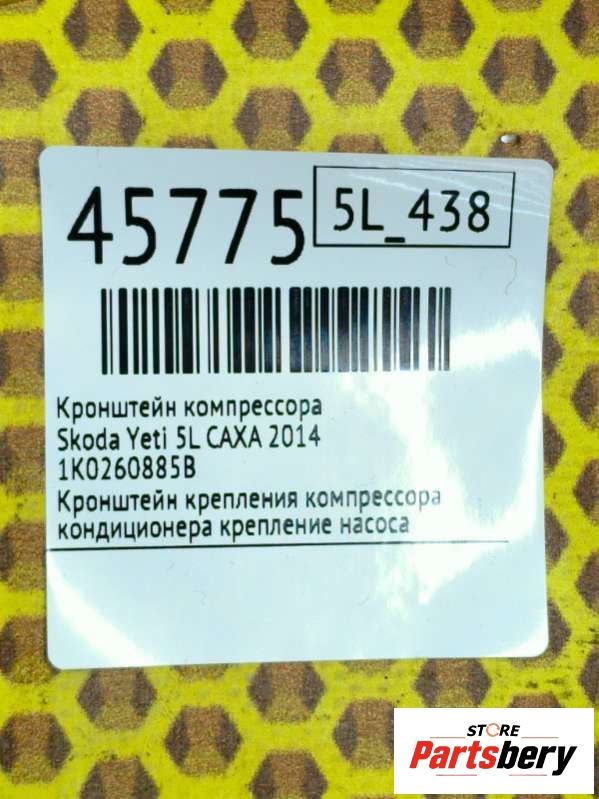 45775
5L_438
Кронштейн компрессора
Skoda Yeti 5L CAXA 2014
1K0260885B
Кронштейн крепления компрессора
кондиционера крепление насоса
STORE
Partsbery